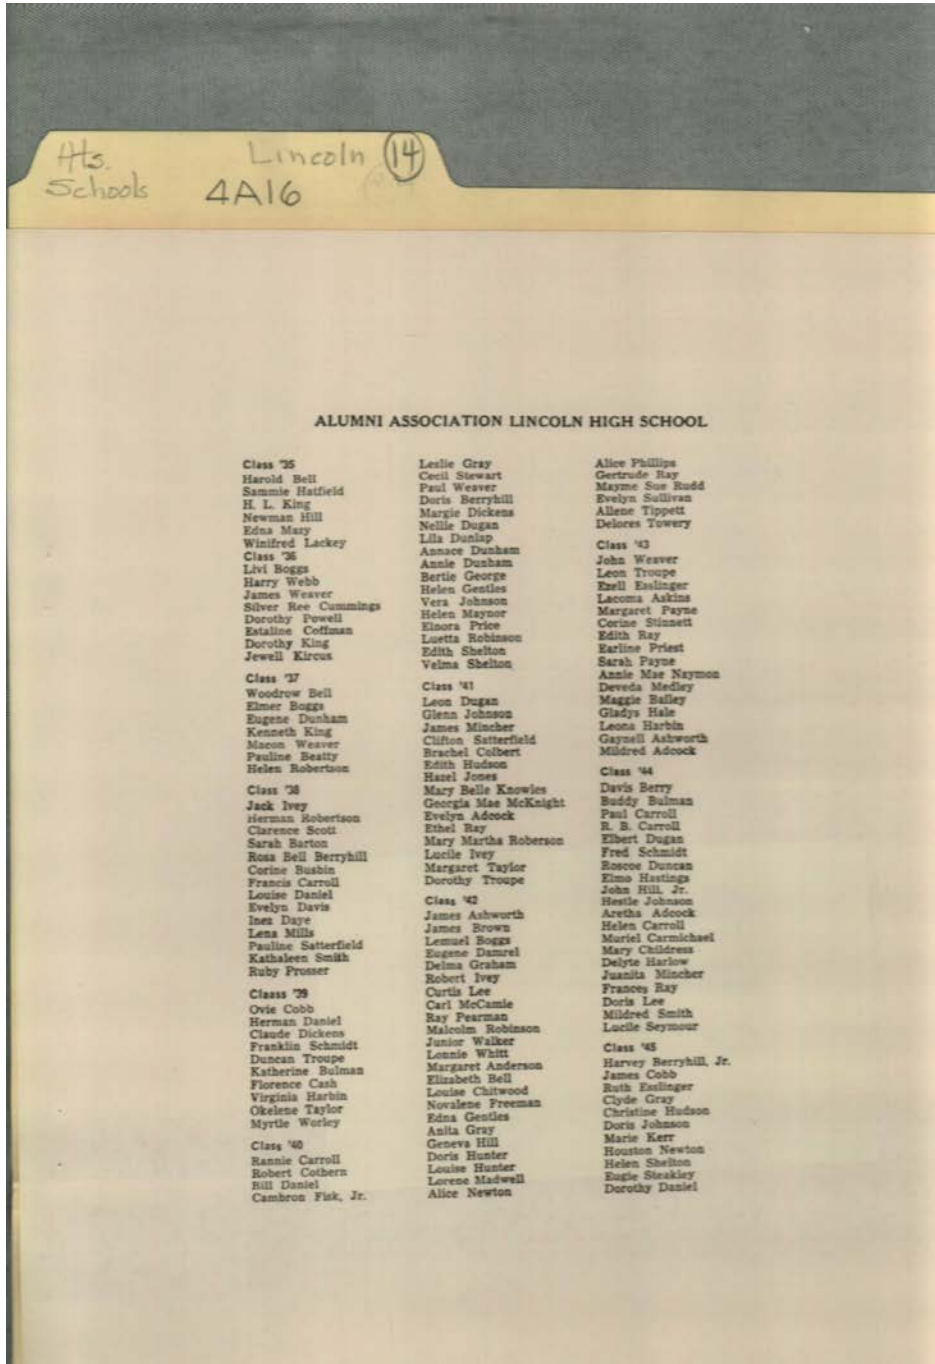 Hts. Lincoln 14
Schools 4A16
ALUMNI ASSOCIATION LINCOLN HIGH SCHOOL
Class '35
Harold Bell
Sammie Hatfield
H. L. King
Newman Hill
Edna Mazy
Winifred Lackey
Class '36
Livi Boggs
Harry Webb
James Weaver
Silver Ree Cummings
Dorothy Powell
Estaline Coffman
Dorothy King
Jewell Kircus
Class '37
Woodrow Bell
Elmer Boggs
Eugene Dunham
Kenneth King
Macon Weaver
Pauline Beatty
Helen Robertson
Class '38
Jack Ivey
Herman Robertson
Clarence Scott
Sarah Barton
Rosa Bell Berryhill
Corine Busbin
Francis Carroll
Louise Daniel
Evelyn Davis
Inez Daye
Lena Mills
Pauline Satterfield
Kathaleen Smith
Ruby Prosser
Claass '39
Ovie Cobb
Herman Daniel
Claude Dickens
Franklin Schmidt
Duncan Troupe
Katherine Bulman
Florence Cash
Virginia Harbin
Okelene Taylor
Myrtle Worley
Class '40
Rannie Carroll
Robert Cothern
Bill Daniel
Cambron Fisk, Jr.
Leslie Gray
Cecil Stewart
Paul Weaver
Doris Berryhill
Margie Dickens
Nellie Dugan
Lila Dunlap
Annace Dunham
Annie Dunham
Bertie George
Helen Gentles
Vera Johnson
Helen Maynor
Elnora Price
Luetta Robinson
Edith Shelton
Velma Shelton
Class '41
Leon Dugan
Glenn Johnson
James Mincher
Clifton Satterfield
Brachel Colbert
Edith Hudson
Hazel Jones
Mary Belle Knowles
Georgia Mae McKnight
Evelyn Adcock
Ethel Ray
Mary Martha Roberson
Lucile Ivey
Margaret Taylor
Dorothy Troupe
Class '42
James Ashworth
James Brown
Lemuel Boggs
Eugene Damrel
Delma Graham
Robert Ivey
Curtis Lee
Carl McCamie
Ray Pearman
Malcolm Robinson
Junior Walker
Lonnie Whitt
Margaret Anderson
Elizabeth Bell
Louise Chitwood
Novalene Freeman
Edna Gentles
Anita Gray
Geneva Hill
Doris Hunter
Louise Hunter
Lorene Madwell
Alice Newton
Alice Phillips
Gertrude Ray
Mayme Sue Rudd
Evelyn Sullivan
Allene Tippett
Delores Towery
Class '43
John Weaver
Leon Troupe
Ezell Esslinger
Lacoma Askins
Margaret Payne
Corine Stinnett
Edith Ray
Earline Priest
Sarah Payne
Annie Mae Naymon
Deveda Medley
Maggie Bailey
Gladys Hale
Leona Harbin
Gaynell Ashworth
Mildred Adcock
Class '44
Davis Berry
Buddy Bulman
Paul Carroll
R. B. Carroll
Elbert Dugan
Fred Schmidt
Roscoe Duncan
Elmo Hastings
John Hill, Jr.
Hestle Johnson
Aretha Adcock
Helen Carroll
Muriel Carmichael
Mary Childress
Delyte Harlow
Juanita Mincher
Frances Ray
Doris Lee
Mildred Smith
Lucile Seymour
Class '45
Harvey Berryhill, Jr.
James Cobb
Ruth Esslinger
Clyde Gray
Christine Hudson
Doris Johnson
Marie Kerr
Houston Newton
Helen Shelton
Eugie Steakley
Dorothy Daniel